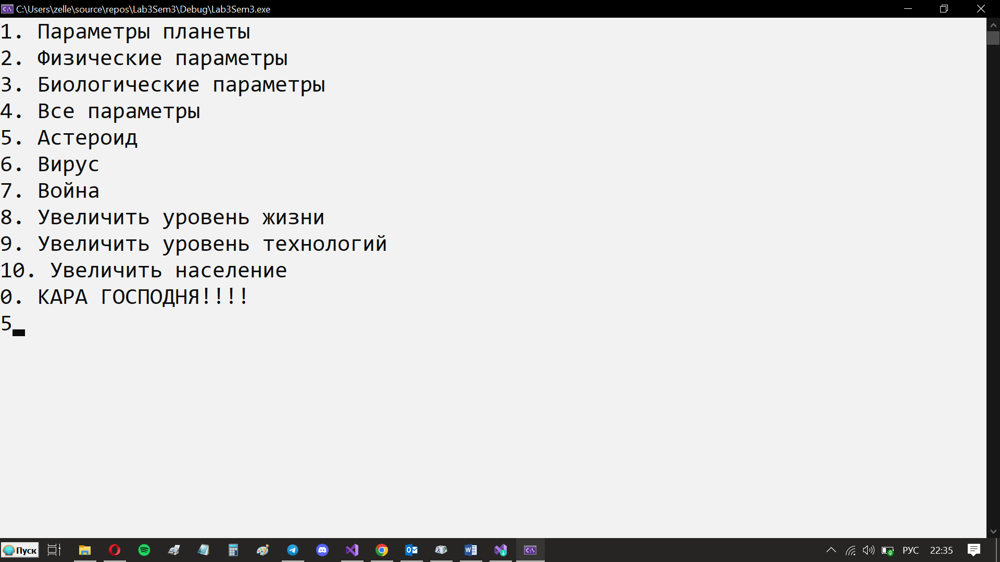 C:\Users\zelle\source\repos\Lab3Sem3\Debug\Lab3Sem3.exe
1. Параметры планеты
2. Физические параметры
3. Биологические параметры
4. Все параметры
5. Астероид
6. Вирус
7. Война
8. Увеличить уровень жизни
9. Увеличить уровень технологий
10. Увеличить население
0. КАРА ГОСПОДНЯ!!!!
5
Пуск
РУС
22:35